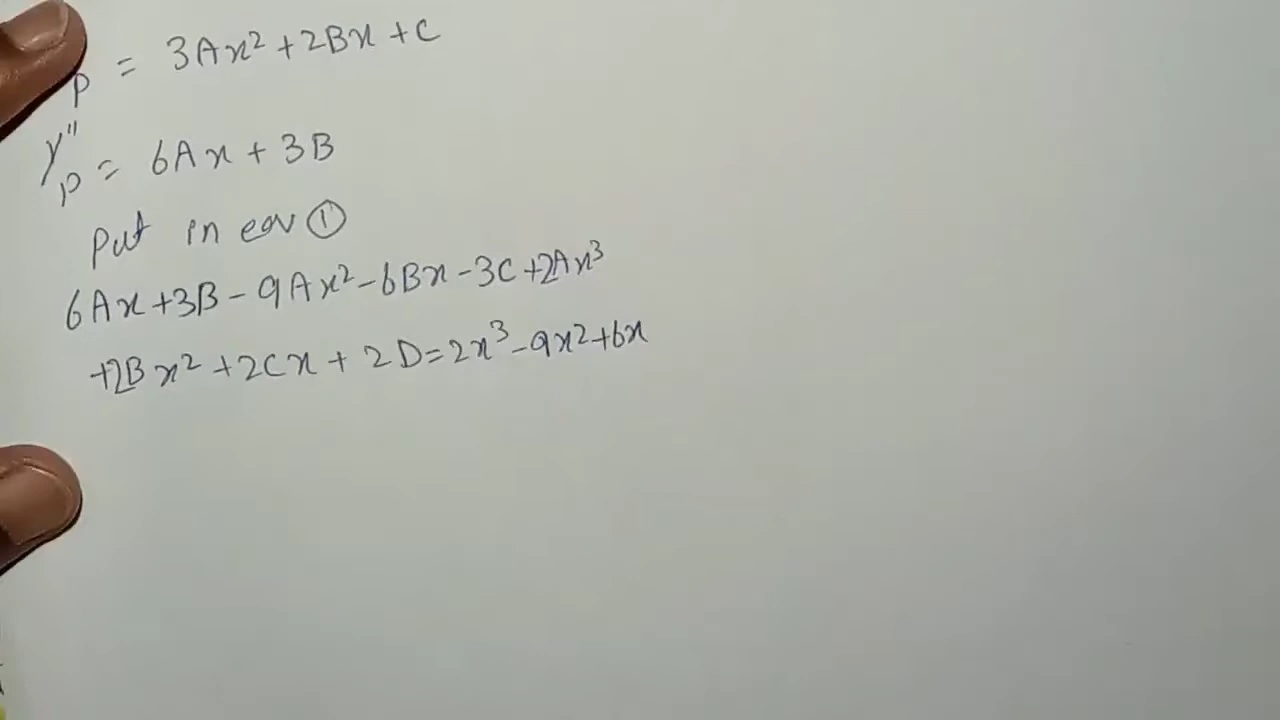 p = 3Ax² + 2Bx + C
y''p = 6Ax + 3B
Put in eqv ①
6Ax + 3B - 9Ax² - 6Bx - 3C + 2Ax³
+2Bx² + 2Cx + 2D = 2x³ - 9x² + 6x